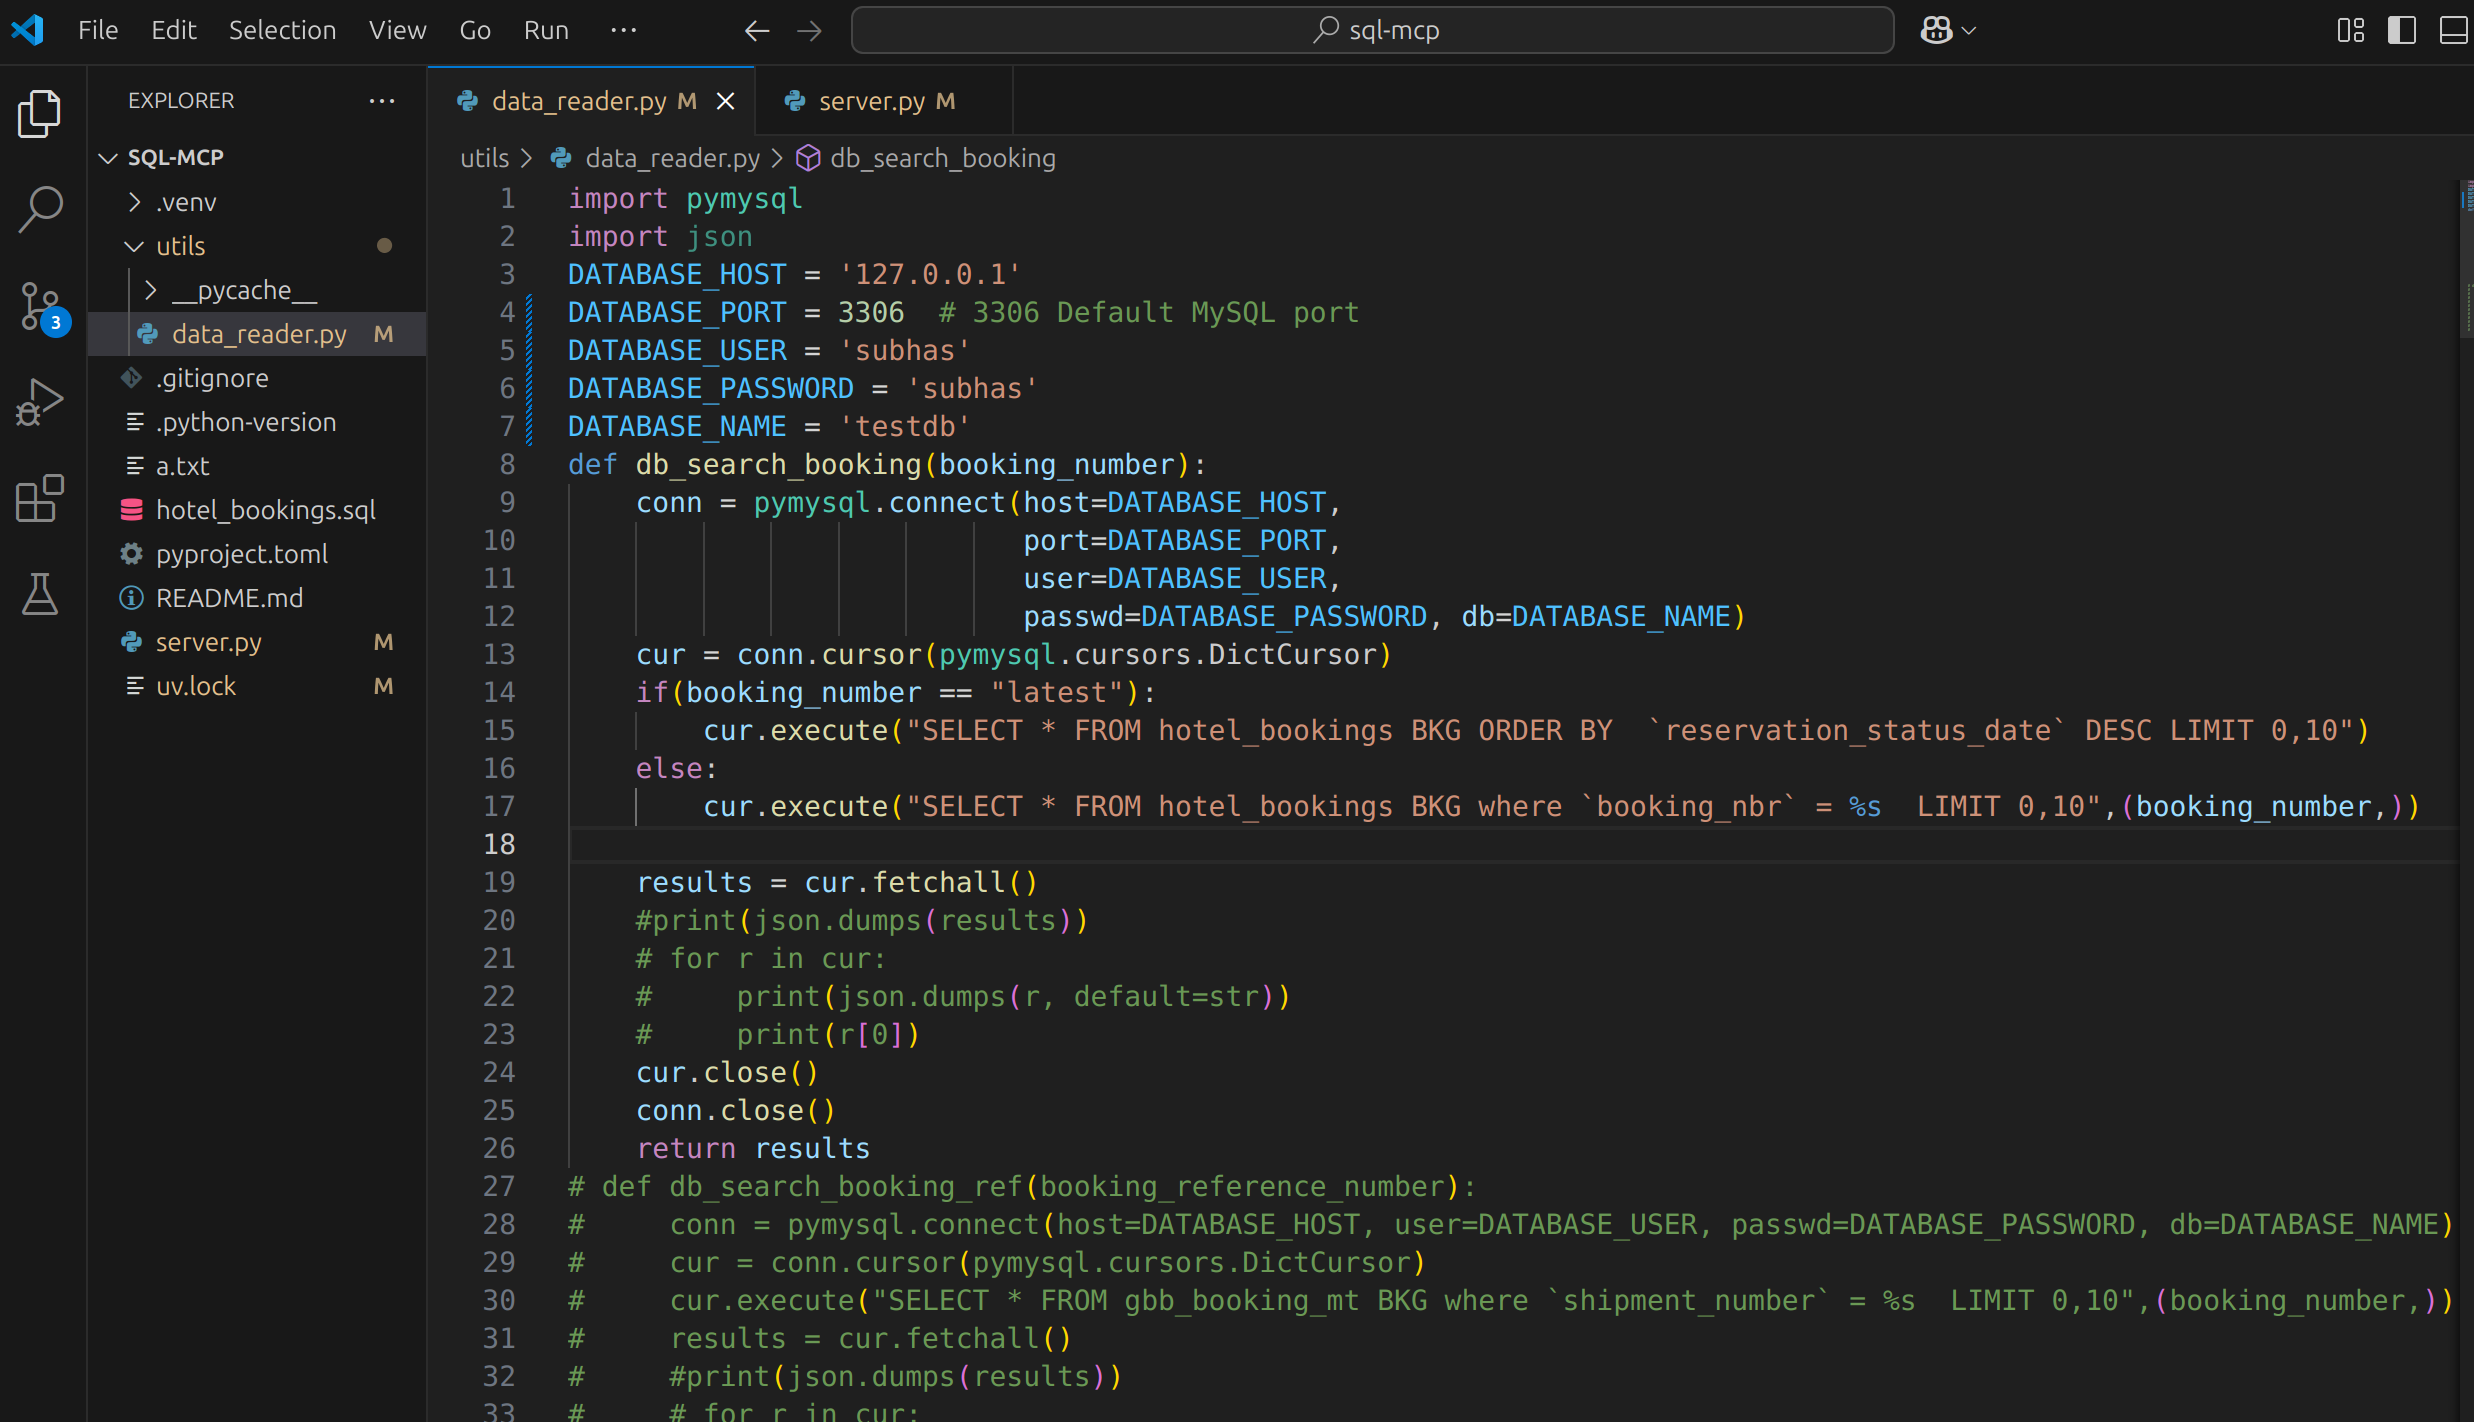 File Edit Selection View Go Run ... sql-mcp
EXPLORER ...
SQL-MCP
.venv
utils
__pycache__
data_reader.py M
.gitignore
.python-version
a.txt
hotel_bookings.sql
pyproject.toml
README.md
server.py M
uv.lock M
3
data_reader.py M server.py M
utils > data_reader.py > db_search_booking
1 import pymysql
2 import json
3 DATABASE_HOST = '127.0.0.1'
4 DATABASE_PORT = 3306  # 3306 Default MySQL port
5 DATABASE_USER = 'subhas'
6 DATABASE_PASSWORD = 'subhas'
7 DATABASE_NAME = 'testdb'
8 def db_search_booking(booking_number):
9     conn = pymysql.connect(host=DATABASE_HOST,
10                            port=DATABASE_PORT,
11                            user=DATABASE_USER,
12                            passwd=DATABASE_PASSWORD, db=DATABASE_NAME)
13     cur = conn.cursor(pymysql.cursors.DictCursor)
14     if(booking_number == "latest"):
15         cur.execute("SELECT * FROM hotel_bookings BKG ORDER BY  `reservation_status_date` DESC LIMIT 0,10")
16     else:
17         cur.execute("SELECT * FROM hotel_bookings BKG where `booking_nbr` = %s  LIMIT 0,10",(booking_number,))
18
19     results = cur.fetchall()
20     #print(json.dumps(results))
21     # for r in cur:
22     #     print(json.dumps(r, default=str))
23     #     print(r[0])
24     cur.close()
25     conn.close()
26     return results
27 # def db_search_booking_ref(booking_reference_number):
28 #     conn = pymysql.connect(host=DATABASE_HOST, user=DATABASE_USER, passwd=DATABASE_PASSWORD, db=DATABASE_NAME)
29 #     cur = conn.cursor(pymysql.cursors.DictCursor)
30 #     cur.execute("SELECT * FROM gbb_booking_mt BKG where `shipment_number` = %s  LIMIT 0,10",(booking_number,))
31 #     results = cur.fetchall()
32 #     #print(json.dumps(results))
33 #     # for r in cur: